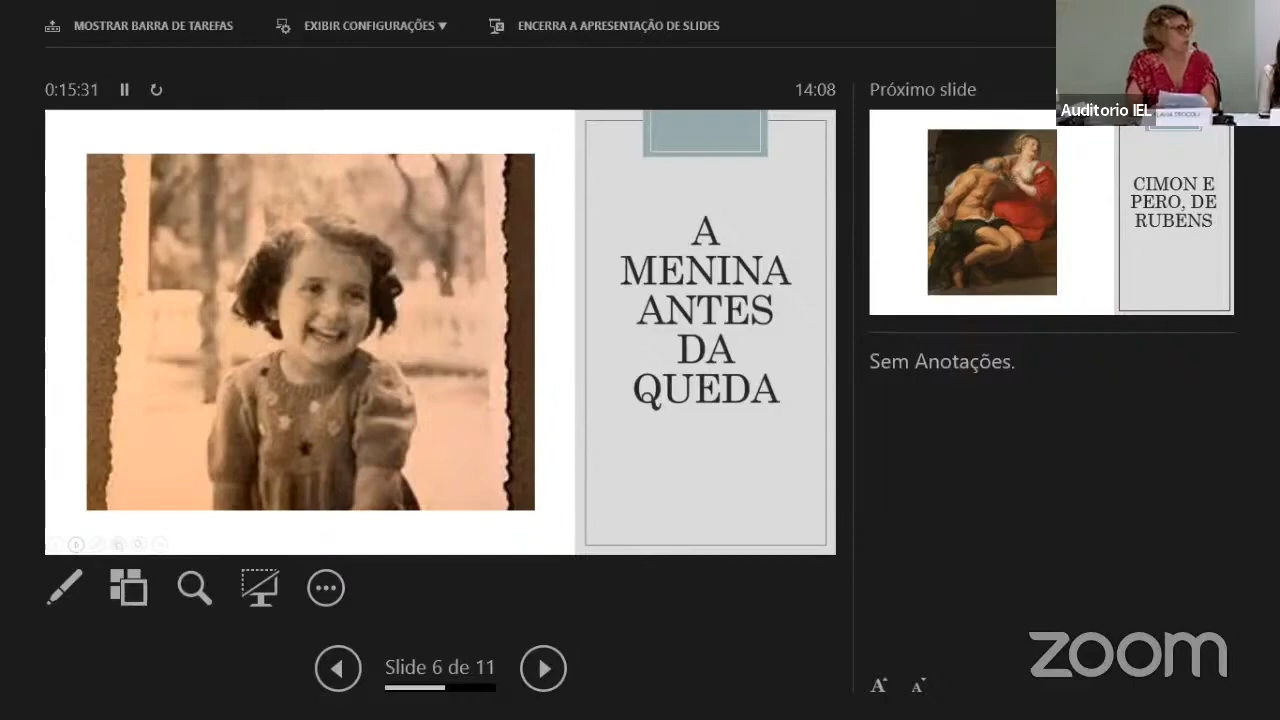 MOSTRAR BARRA DE TAREFAS
EXIBIR CONFIGURAÇÕES
ENCERRA A APRESENTAÇÃO DE SLIDES
0:15:31
14:08
A
MENINA
ANTES
DA
QUEDA
Slide 6 de 11
Próximo slide
CIMON E
PERO, DE
RUBENS
Sem Anotações.
Auditorio IEL
zoom